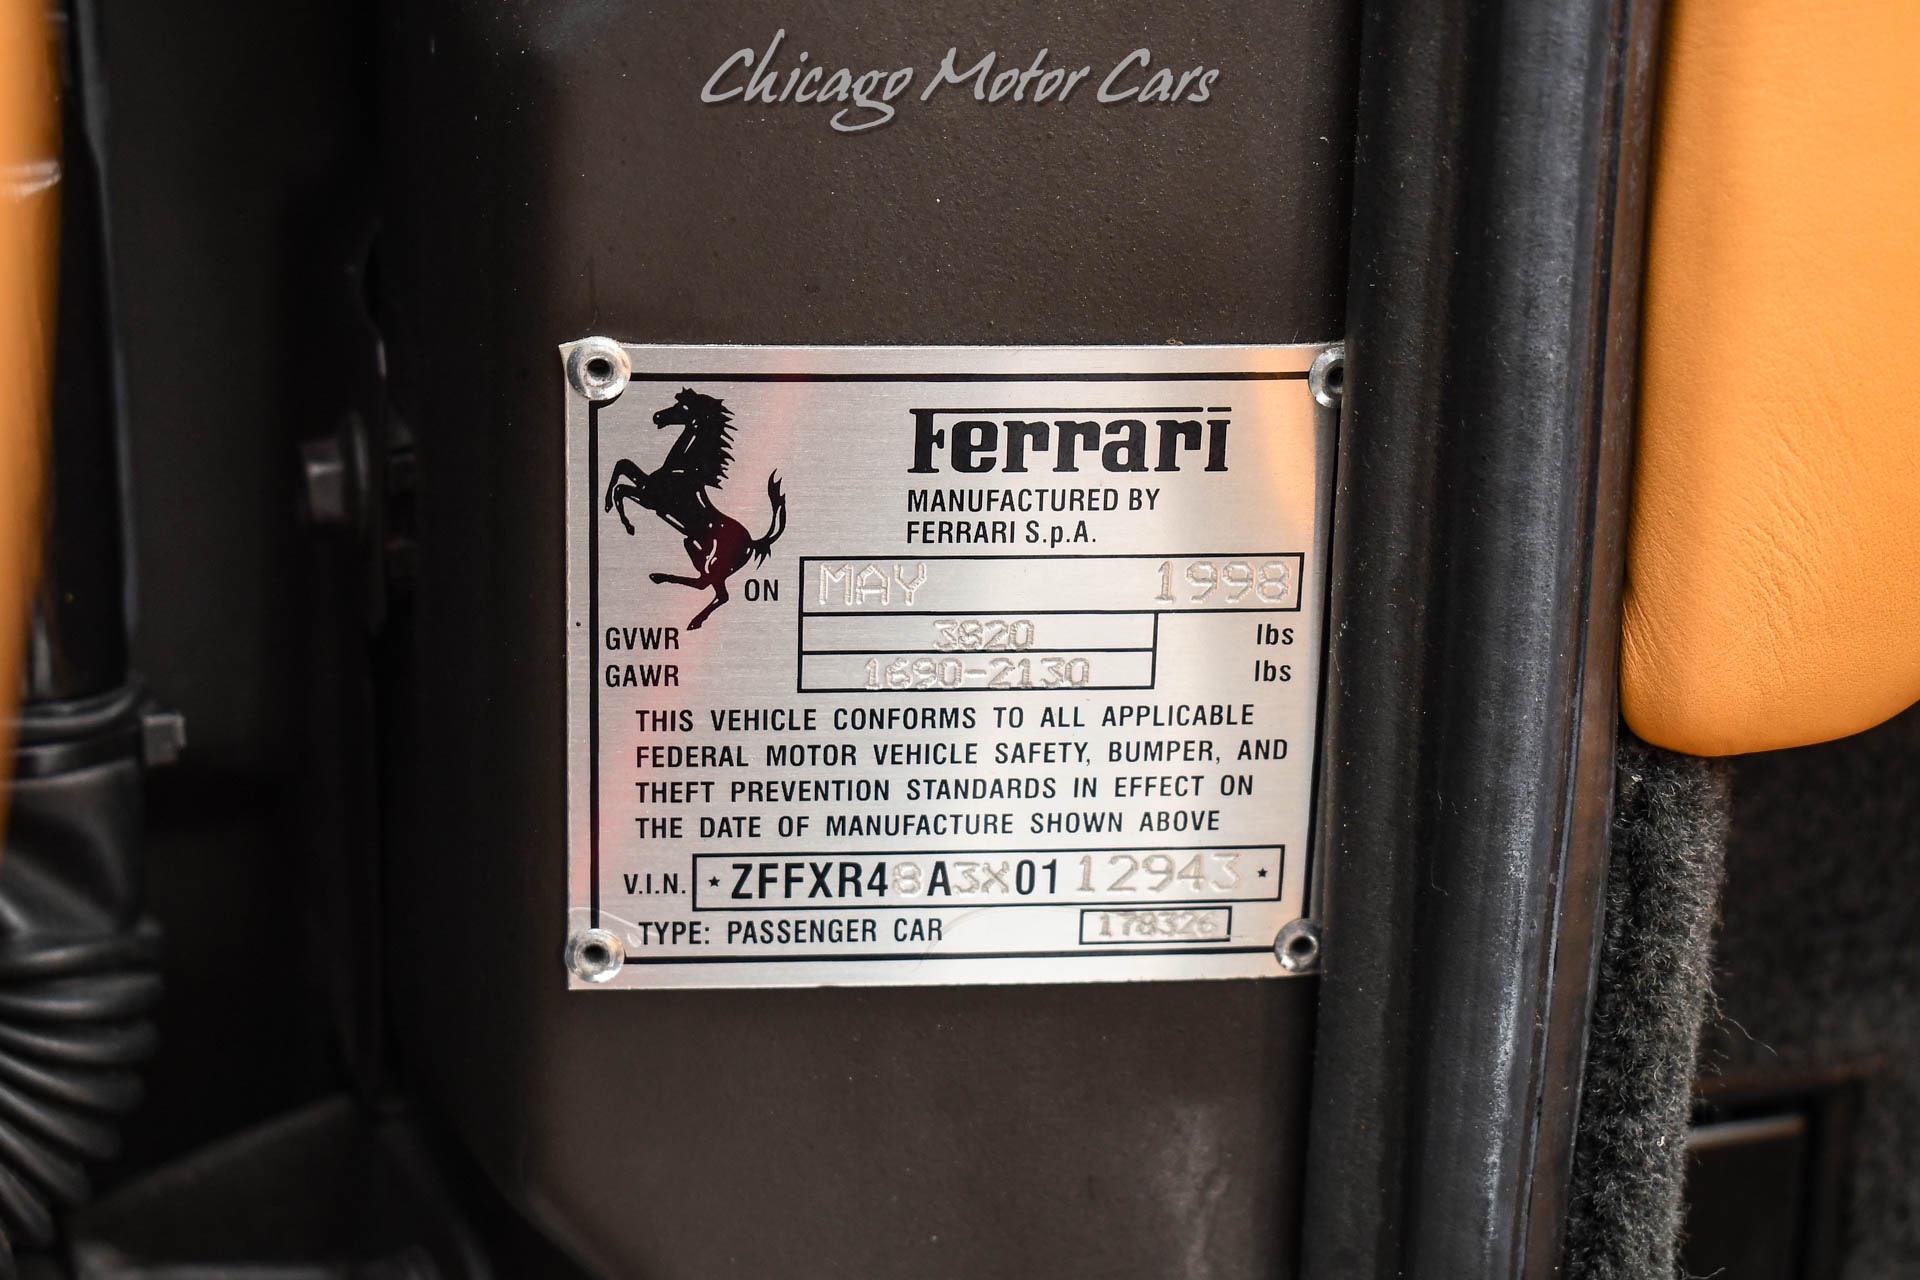 Chicago Motor Cars
Ferrari
MANUFACTURED BY
FERRARI S.p.A.
ON MAY 1998
GVWR 3820 lbs
GAWR 1690-2130 lbs
THIS VEHICLE CONFORMS TO ALL APPLICABLE
FEDERAL MOTOR VEHICLE SAFETY, BUMPER, AND
THEFT PREVENTION STANDARDS IN EFFECT ON
THE DATE OF MANUFACTURE SHOWN ABOVE
V.I.N. * ZFFXR48A3X0112943 *
TYPE: PASSENGER CAR 178326